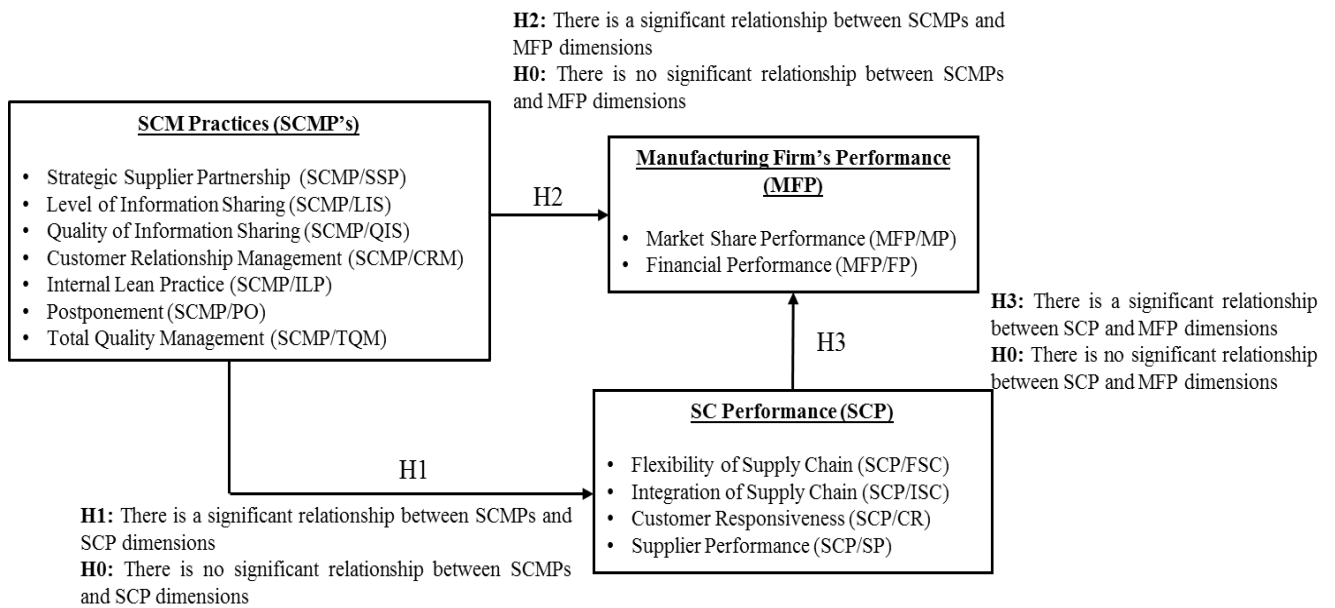 H2: There is a significant relationship between SCMPs and
MFP dimensions
H0: There is no significant relationship between SCMPs
and MFP dimensions
SCM Practices (SCMP's)
• Strategic Supplier Partnership (SCMP/SSP)
• Level of Information Sharing (SCMP/LIS)
• Quality of Information Sharing (SCMP/QIS)
• Customer Relationship Management (SCMP/CRM)
• Internal Lean Practice (SCMP/ILP)
• Postponement (SCMP/PO)
• Total Quality Management (SCMP/TQM)
H2
Manufacturing Firm's Performance
(MFP)
• Market Share Performance (MFP/MP)
• Financial Performance (MFP/FP)
H3: There is a significant relationship
between SCP and MFP dimensions
H0: There is no significant relationship
between SCP and MFP dimensions
H3
SC Performance (SCP)
• Flexibility of Supply Chain (SCP/FSC)
• Integration of Supply Chain (SCP/ISC)
• Customer Responsiveness (SCP/CR)
• Supplier Performance (SCP/SP)
H1
H1: There is a significant relationship between SCMPs and
SCP dimensions
H0: There is no significant relationship between SCMPs
and SCP dimensions